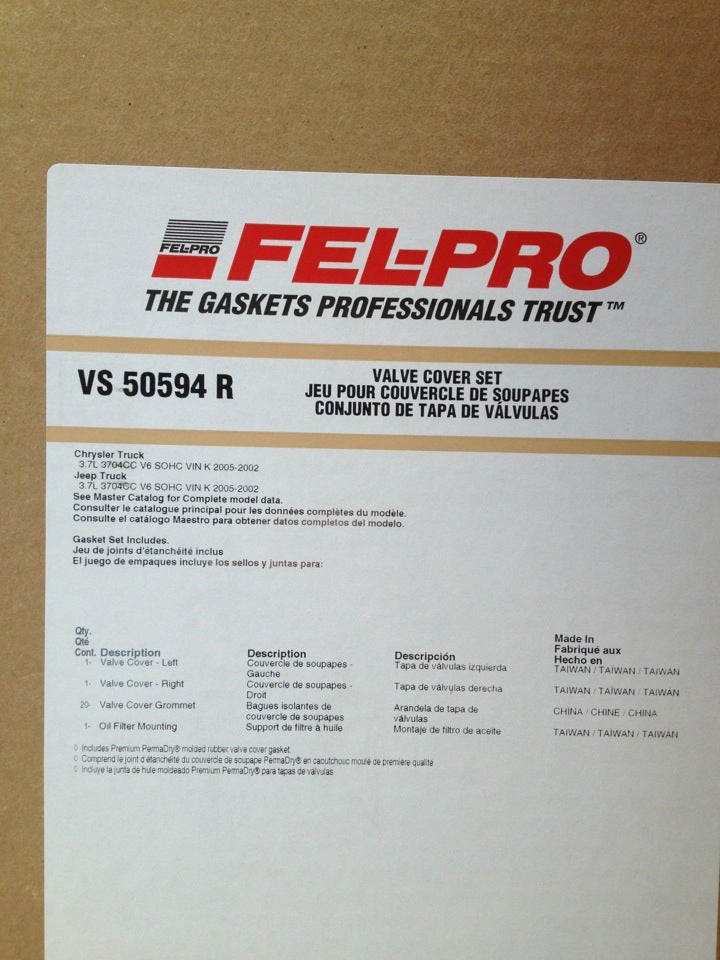 FEL-PRO
FEL-PRO®
THE GASKETS PROFESSIONALS TRUST™
VS 50594 R
VALVE COVER SET
JEU POUR COUVERCLE DE SOUPAPES
CONJUNTO DE TAPA DE VÁLVULAS
Chrysler Truck
3.7L 3704CC V6 SOHC VIN K 2005-2002
Jeep Truck
3.7L 3704CC V6 SOHC VIN K 2005-2002
See Master Catalog for Complete model data.
Consulter le catalogue principal pour les données complètes du modèle.
Consulte el catálogo Maestro para obtener datos completos del modelo.
Gasket Set Includes.
Jeu de joints d'étanchéité inclus
El juego de empaques incluye los sellos y juntas para:
Qty.
Qté
Cont. Description Description Descripción
Made In
Fabriqué aux
Hecho en
1- Valve Cover - Left Couvercle de soupapes - Gauche Tapa de válvulas izquierda TAIWAN / TAÏWAN / TAIWAN
1- Valve Cover - Right Couvercle de soupapes - Droit Tapa de válvulas derecha TAIWAN / TAÏWAN / TAIWAN
20- Valve Cover Grommet Bagues isolantes de couvercle de soupapes Arandela de tapa de válvulas CHINA / CHINE / CHINA
1- Oil Filter Mounting Support de filtre à huile Montaje de filtro de aceite TAIWAN / TAÏWAN / TAIWAN
◊ Includes Premium PermaDry® molded rubber valve cover gasket.
◊ Comprend le joint d'étanchéité du couvercle de soupape PermaDry® en caoutchouc moulé de première qualité
◊ Incluye la junta de hule moldeado Premium PermaDry® para tapas de válvulas